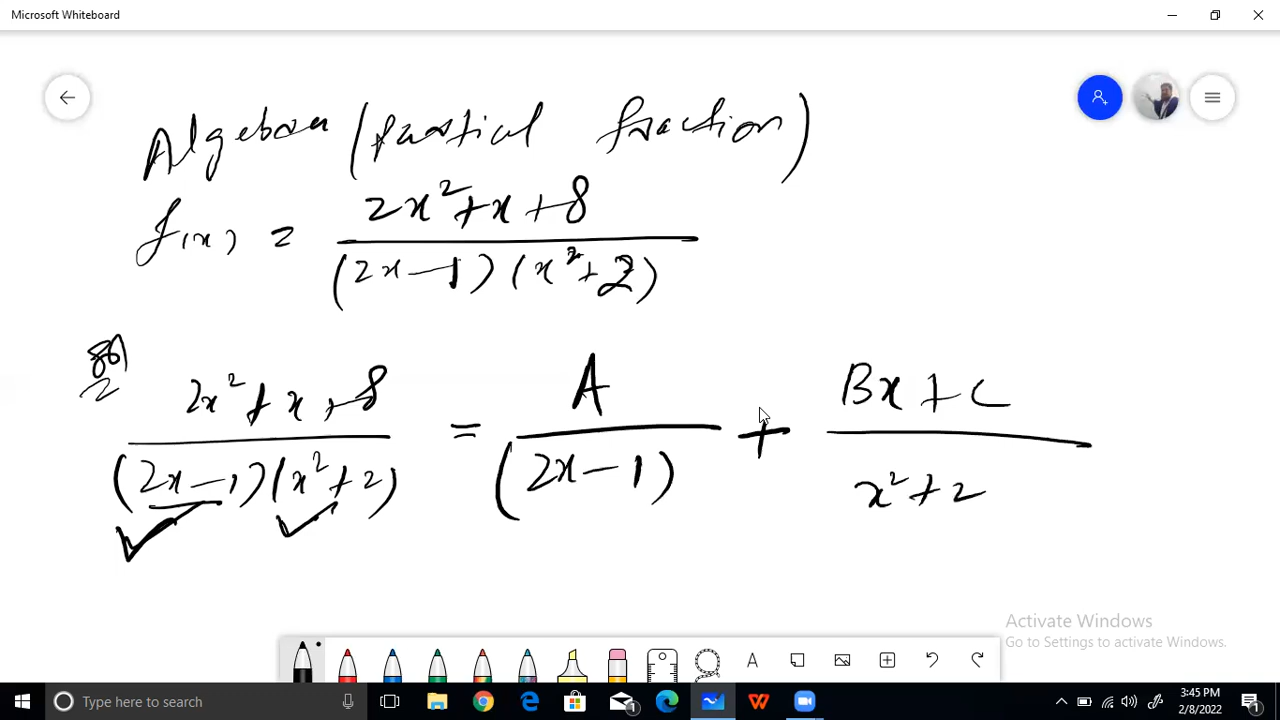 Microsoft Whiteboard
Algebra (partial fraction)
f(x) = 2x²+x+8
(2x-1)(x²+2)
2x²+x+8 = A + Bx+C
(2x-1)(x²+2) (2x-1) x²+2
Activate Windows
Go to Settings to activate Windows.
A
1
Type here to search
3:45 PM
2/8/2022
1